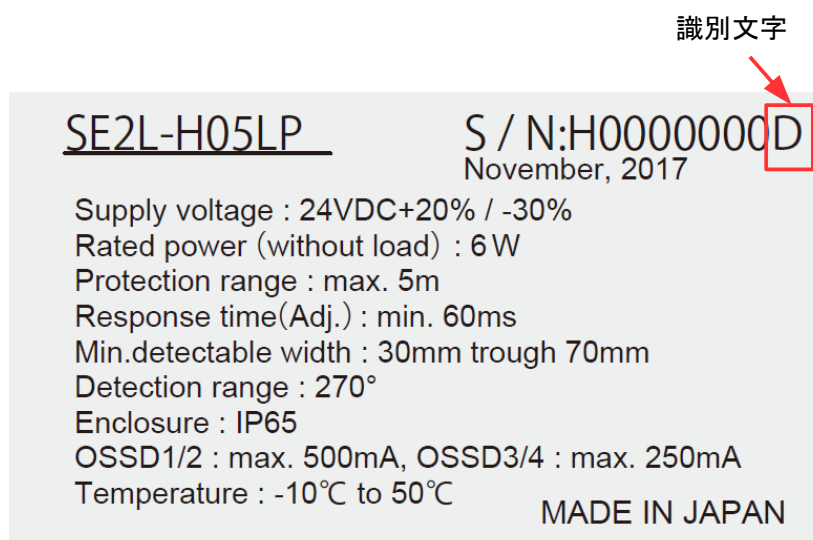 識別文字
SE2L-H05LP
S / N:H0000000D
November, 2017
Supply voltage : 24VDC+20% / -30%
Rated power (without load) : 6W
Protection range : max. 5m
Response time(Adj.) : min. 60ms
Min.detectable width : 30mm trough 70mm
Detection range : 270°
Enclosure : IP65
OSSD1/2 : max. 500mA, OSSD3/4 : max. 250mA
Temperature : -10℃ to 50℃
MADE IN JAPAN